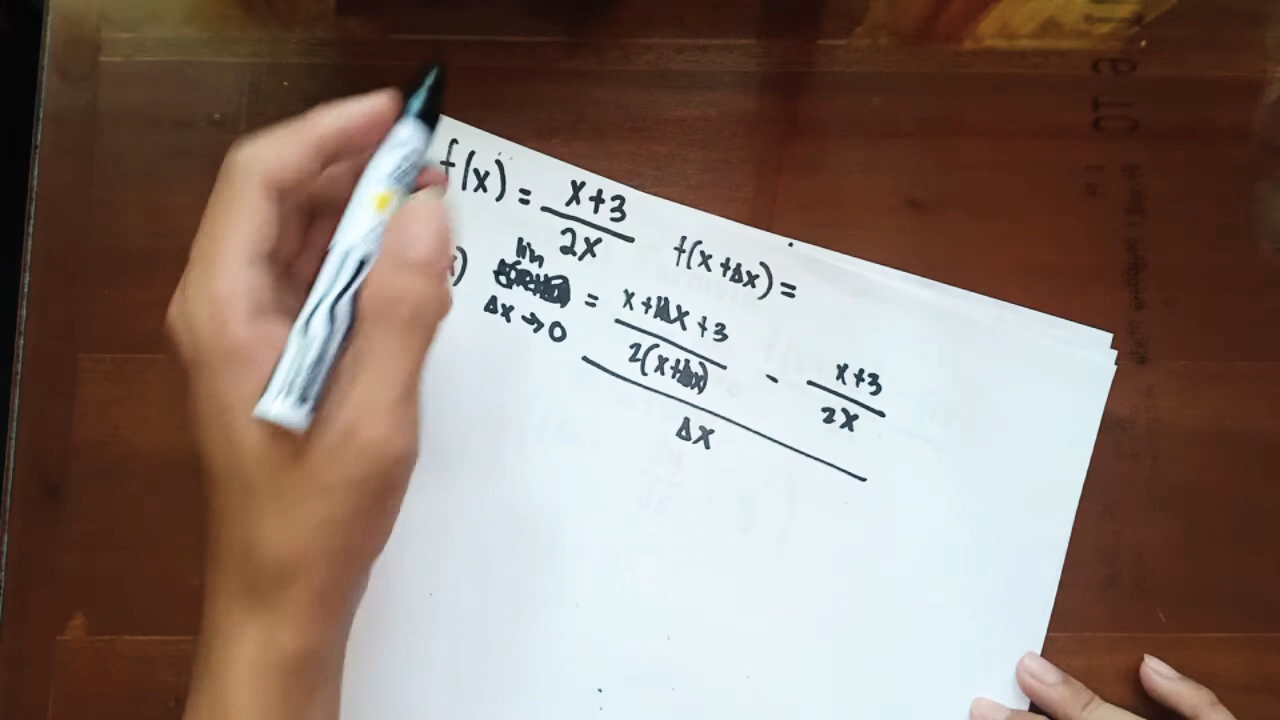 f(x) = x+3 / 2x f(x+Δx) =
x) lim Δx→0 = (x+Δx+3 / 2(x+Δx) - x+3 / 2x) / Δx